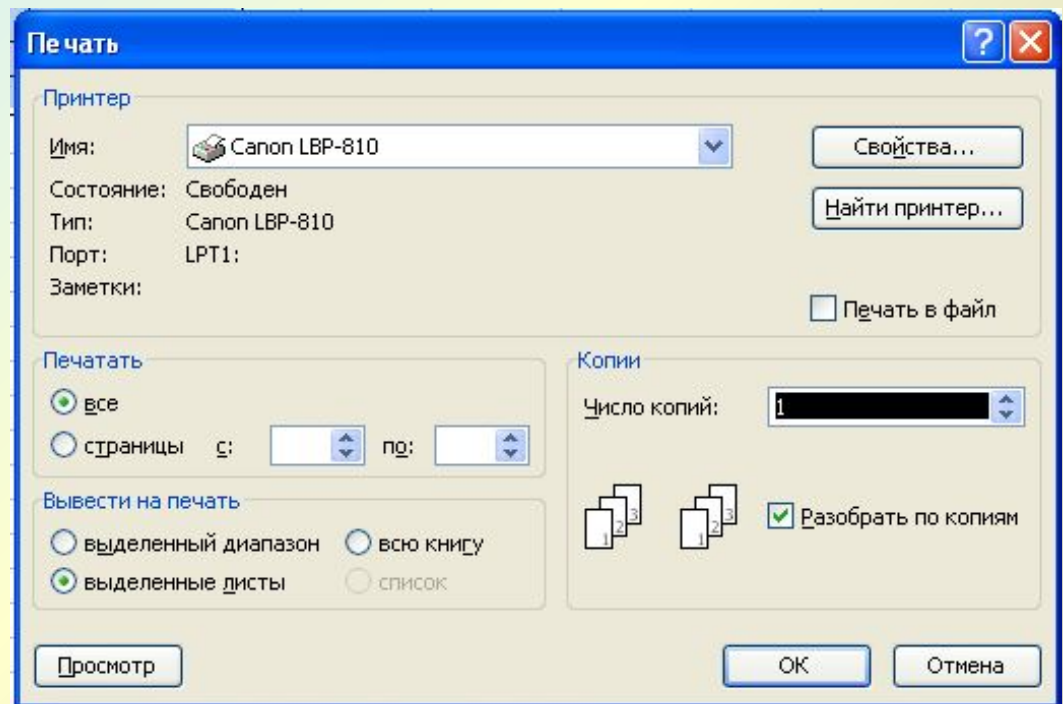 Печать
Принтер
Имя: Canon LBP-810 Свойства...
Состояние: Свободен
Найти принтер...
Тип: Canon LBP-810
Порт: LPT1:
Заметки:
Печать в файл
Печатать
все
страницы с: по:
Копии
Число копий: 1
1 2 3 1 2 3 Разобрать по копиям
Вывести на печать
выделенный диапазон всю книгу
выделенные листы список
Просмотр ОК Отмена